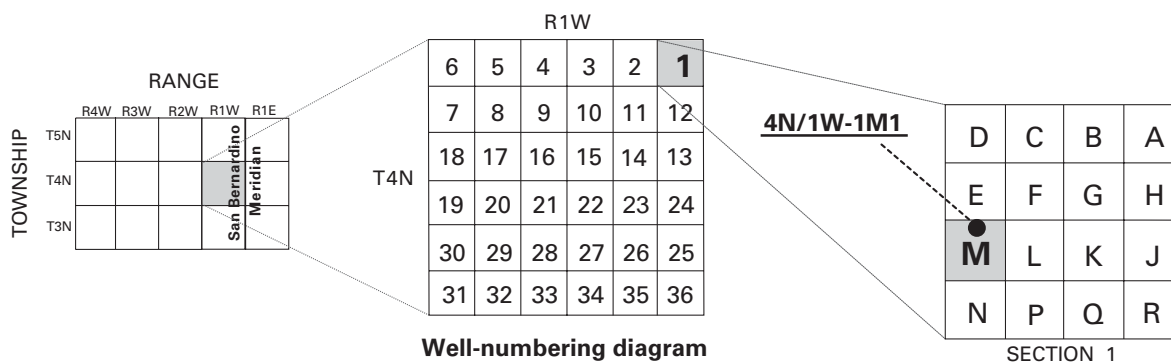 RANGE
R4W R3W R2W R1W R1E
TOWNSHIP
T5N
T4N
T3N
San Bernardino
Meridian
R1W
T4N
6 5 4 3 2 1
7 8 9 10 11 12
18 17 16 15 14 13
19 20 21 22 23 24
30 29 28 27 26 25
31 32 33 34 35 36
Well-numbering diagram
4N/1W-1M1
D C B A
E F G H
M L K J
N P Q R
SECTION 1